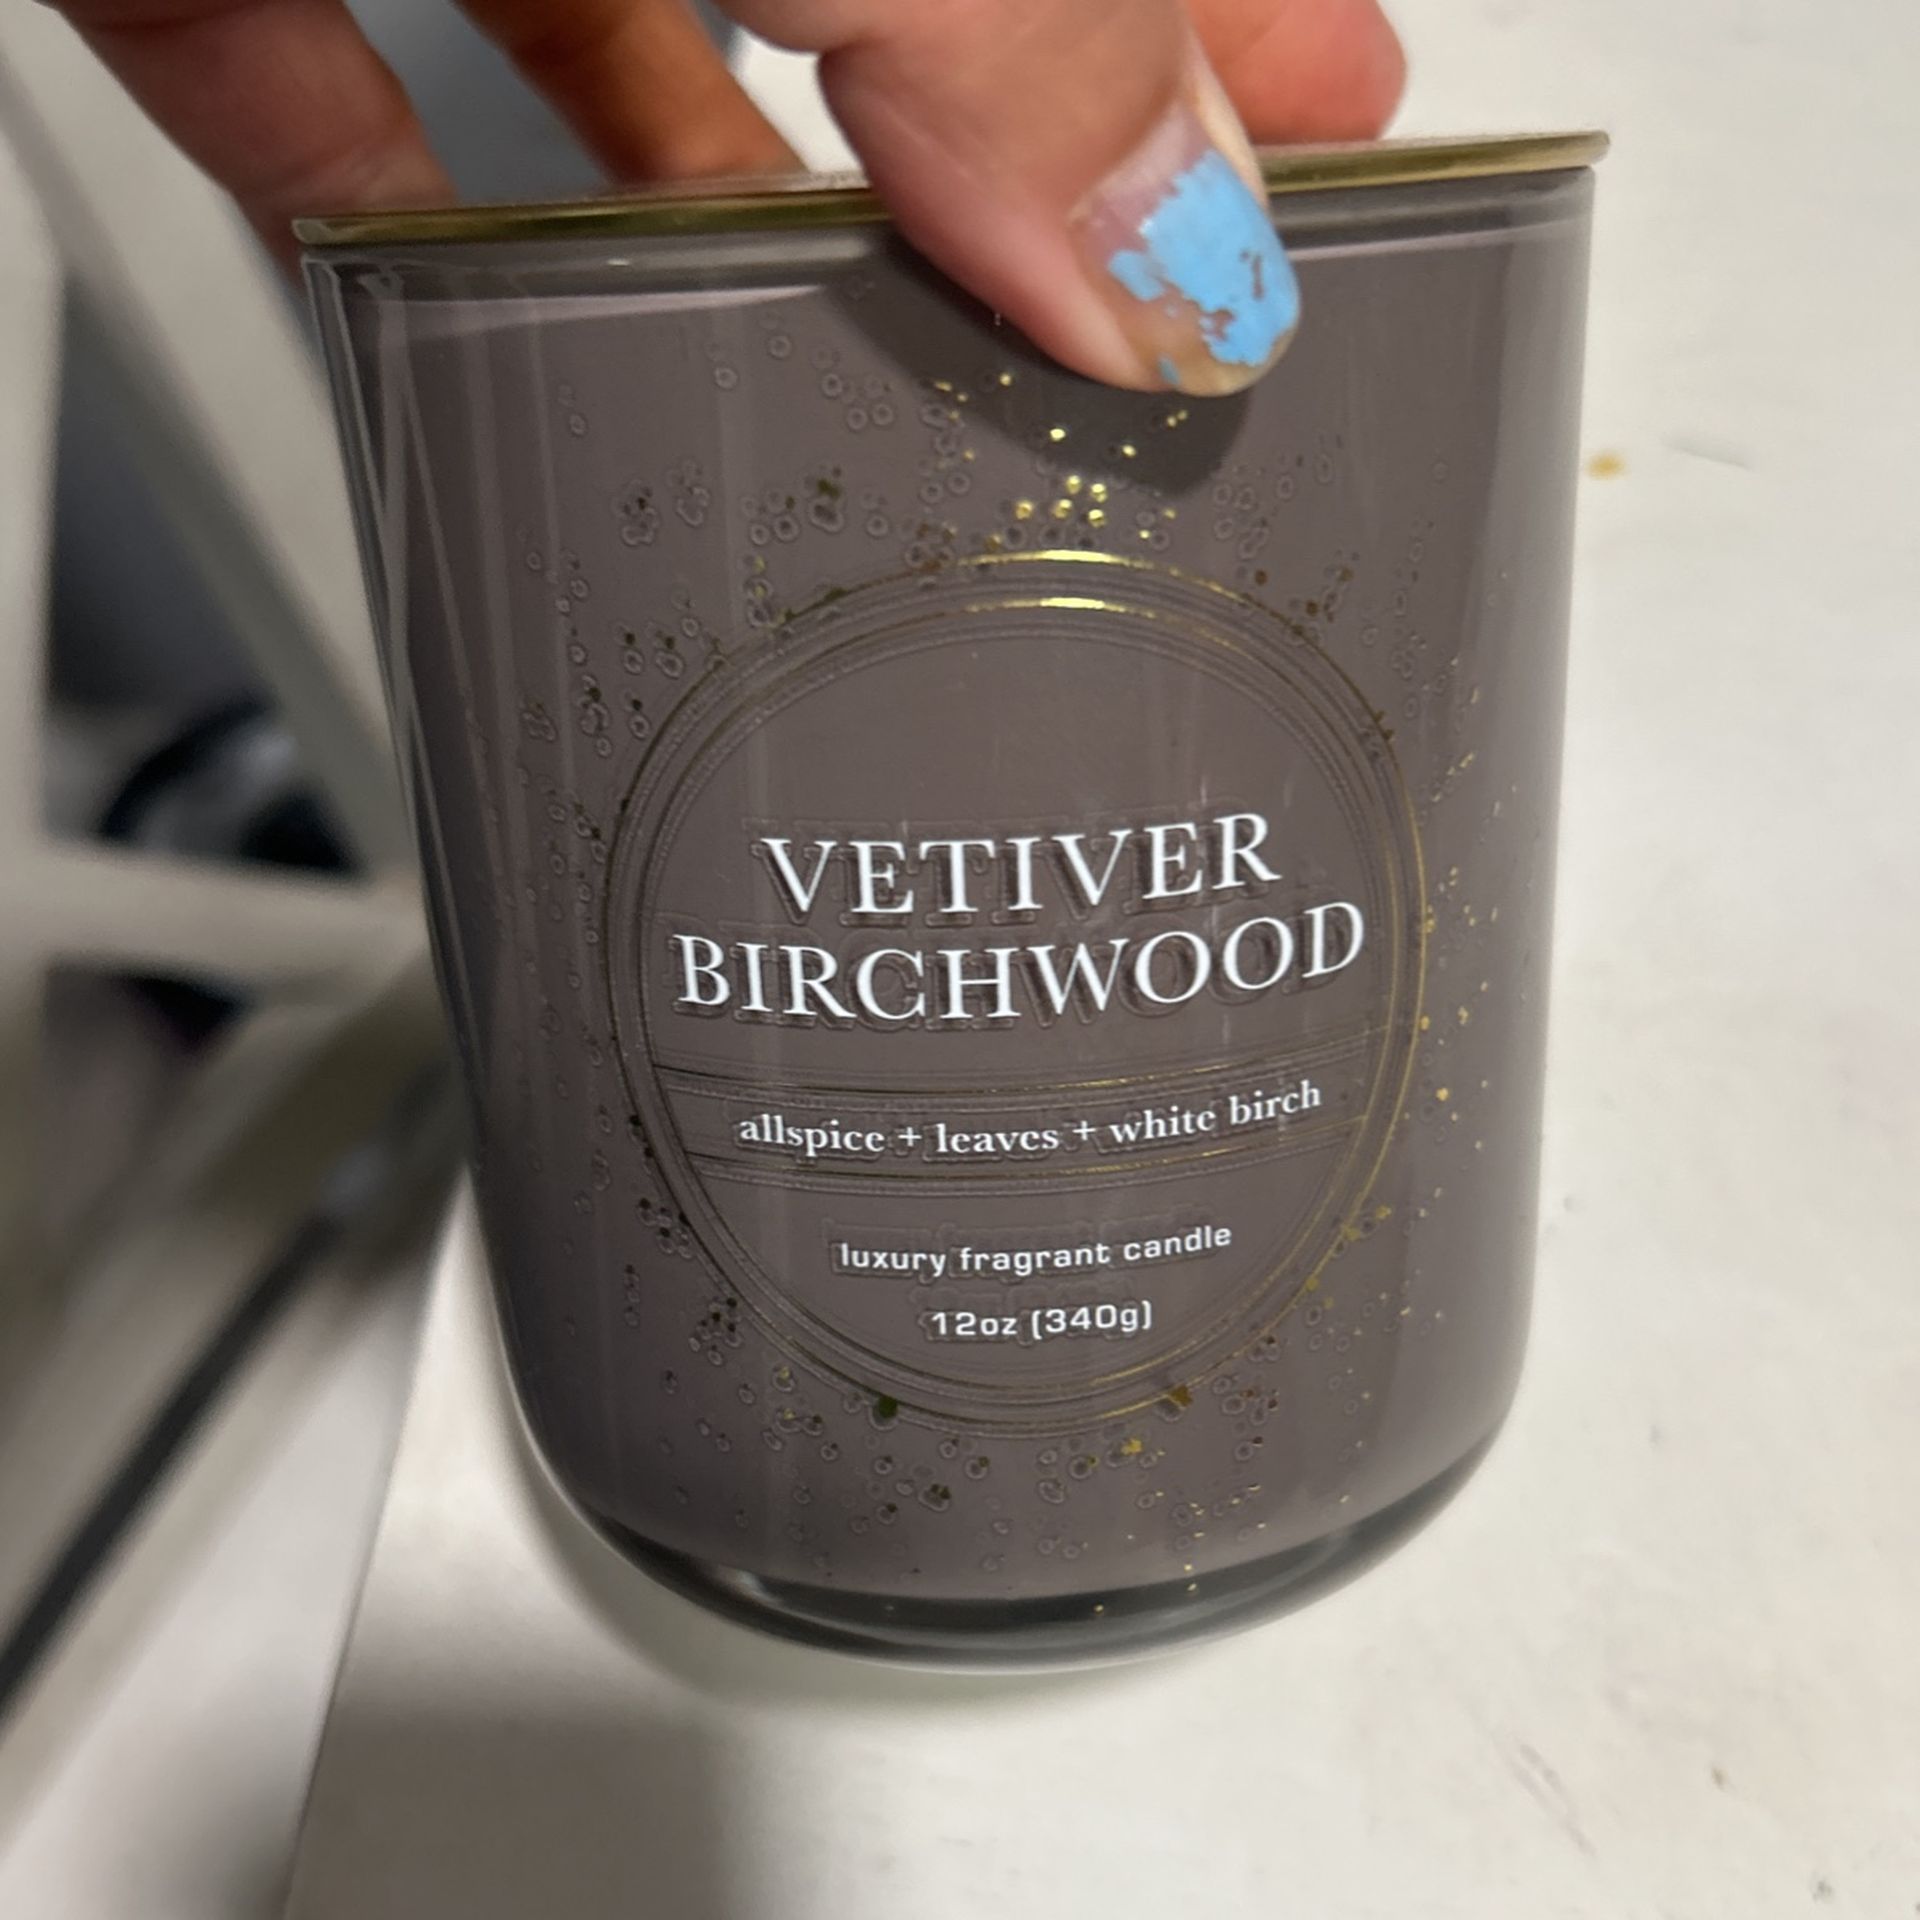 VETIVER
BIRCHWOOD
allspice + leaves + white birch
luxury fragrant candle
12oz (340g)